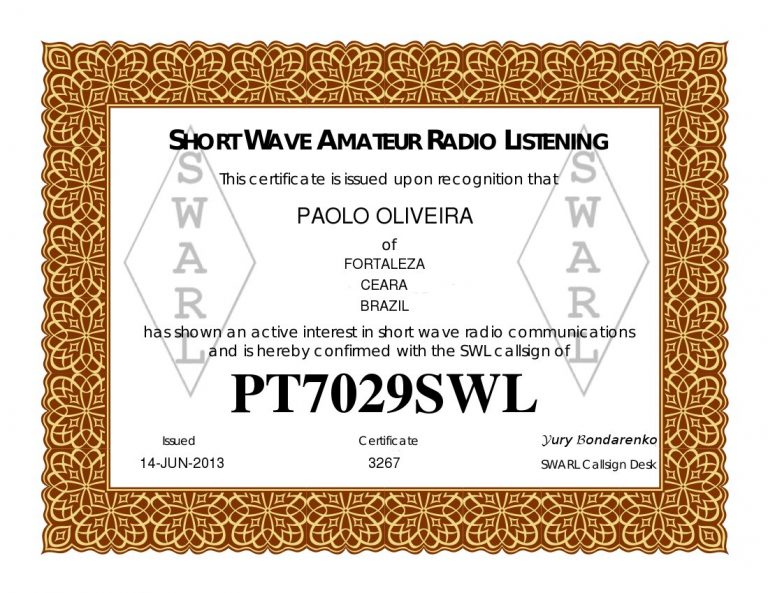 SHORT WAVE AMATEUR RADIO LISTENING
This certificate is issued upon recognition that
PAOLO OLIVEIRA
of
FORTALEZA
CEARA
BRAZIL
has shown an active interest in short wave radio communications
and is hereby confirmed with the SWL callsign of
PT7029SWL
Issued Certificate Yury Bondarenko
14-JUN-2013 3267 SWARL Callsign Desk
SWARL
SWARL